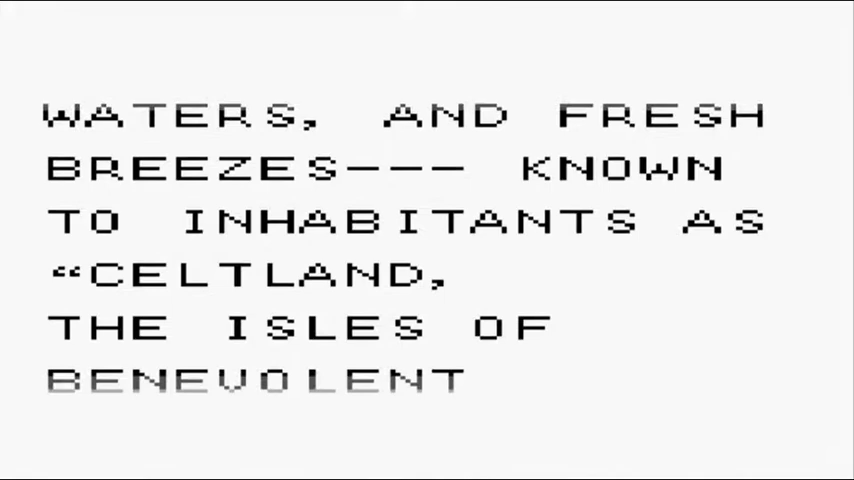 WATERS, AND FRESH
BREEZES--- KNOWN
TO INHABITANTS AS
“CELTLAND,
THE ISLES OF
BENEVOLENT